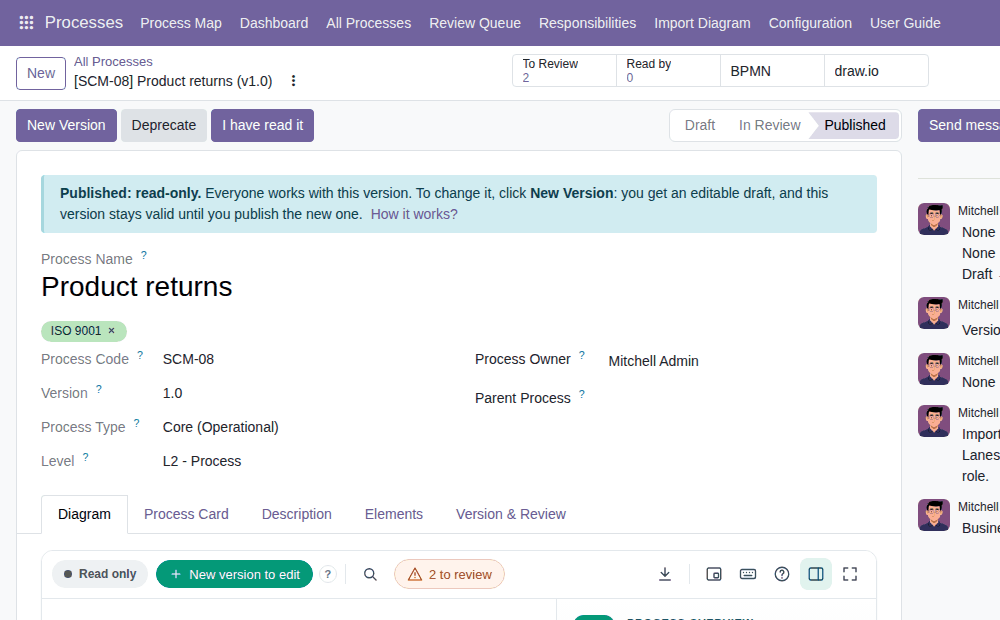 Processes Process Map Dashboard All Processes Review Queue Responsibilities Import Diagram Configuration User Guide
New
All Processes
[SCM-08] Product returns (v1.0)
To Review
2
Read by
0
BPMN
draw.io
New Version Deprecate I have read it
Draft In Review Published
Send
Published: read-only. Everyone works with this version. To change it, click New Version: you get an editable draft, and this
version stays valid until you publish the new one. How it works?
Process Name ?
Product returns
ISO 9001 ×
Process Code ? SCM-08
Process Owner ? Mitchell Admin
Version ? 1.0
Parent Process ?
Process Type ? Core (Operational)
Level ? L2 - Process
Diagram Process Card Description Elements Version & Review
Read only + New version to edit ? 2 to review
Mitchell
None
None
Draft
Mitchell
Mitchell
None
Mitchell
Lanes
role.
Mitchell